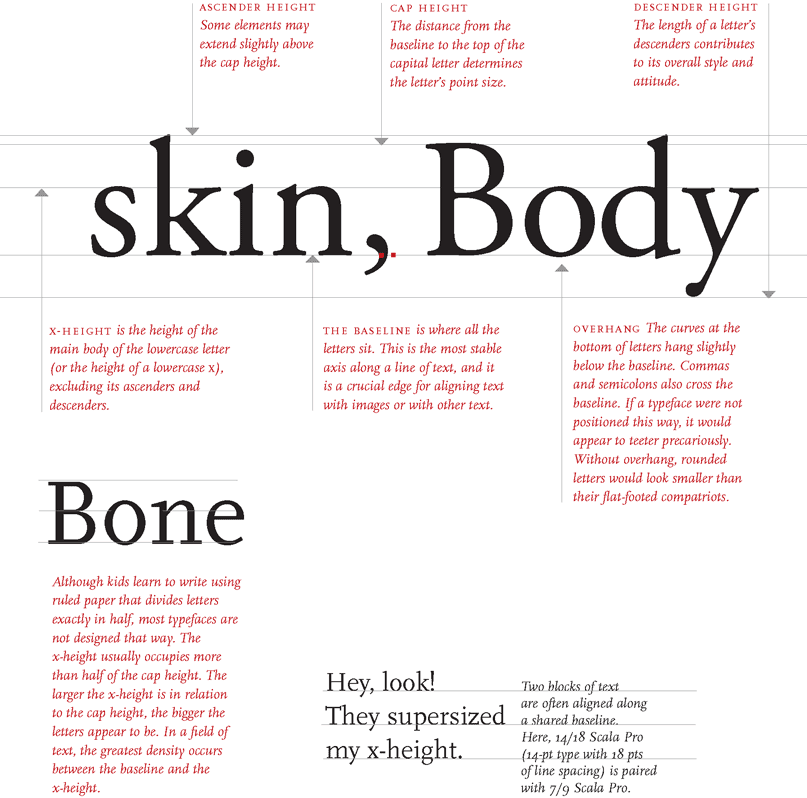 ASCENDER HEIGHT
Some elements may
extend slightly above
the cap height.
CAP HEIGHT
The distance from the
baseline to the top of the
capital letter determines
the letter's point size.
DESCENDER HEIGHT
The length of a letter's
descenders contributes
to its overall style and
attitude.
skin, Body
X-HEIGHT is the height of the
main body of the lowercase letter
(or the height of a lowercase x),
excluding its ascenders and
descenders.
THE BASELINE is where all the
letters sit. This is the most stable
axis along a line of text, and it
is a crucial edge for aligning text
with images or with other text.
OVERHANG The curves at the
bottom of letters hang slightly
below the baseline. Commas
and semicolons also cross the
baseline. If a typeface were not
positioned this way, it would
appear to teeter precariously.
Without overhang, rounded
letters would look smaller than
their flat-footed compatriots.
Bone
Although kids learn to write using
ruled paper that divides letters
exactly in half, most typefaces are
not designed that way. The
x-height usually occupies more
than half of the cap height. The
larger the x-height is in relation
to the cap height, the bigger the
letters appear to be. In a field of
text, the greatest density occurs
between the baseline and the
x-height.
Hey, look!
They supersized
my x-height.
Two blocks of text
are often aligned along
a shared baseline.
Here, 14/18 Scala Pro
(14-pt type with 18 pts
of line spacing) is paired
with 7/9 Scala Pro.